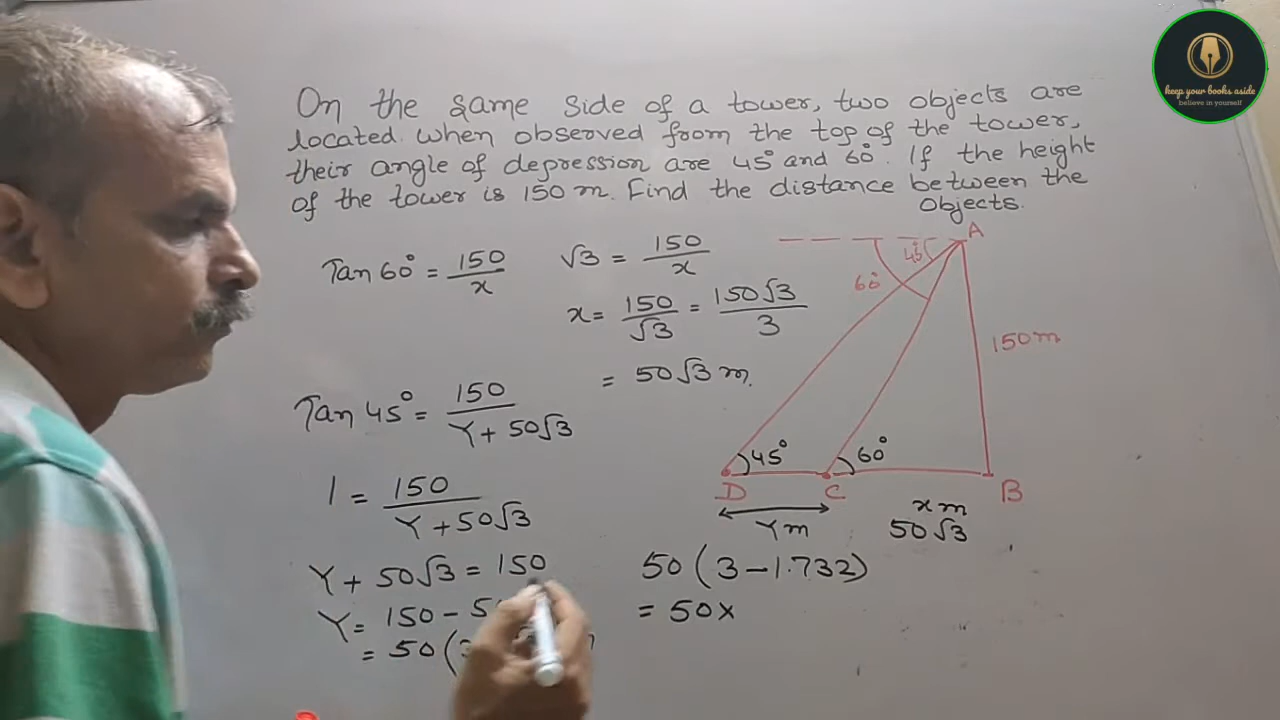 On the same side of a tower, two objects are
located. When observed from the top of the tower,
their angle of depression are 45° and 60°. If the height
of the tower is 150 m. Find the distance between the
objects.
Tan 60° = 150/x
√3 = 150/x
x = 150/√3 = 150√3/3
= 50√3 m.
Tan 45° = 150/Y + 50√3
1 = 150/Y + 50√3
Y + 50√3 = 150
Y = 150 -
= 50(
50(3 - 1.732)
= 50x
A
45°
60°
150 m
45°
60°
D
C
B
Y m
x m
50√3
keep your books aside
believe in yourself